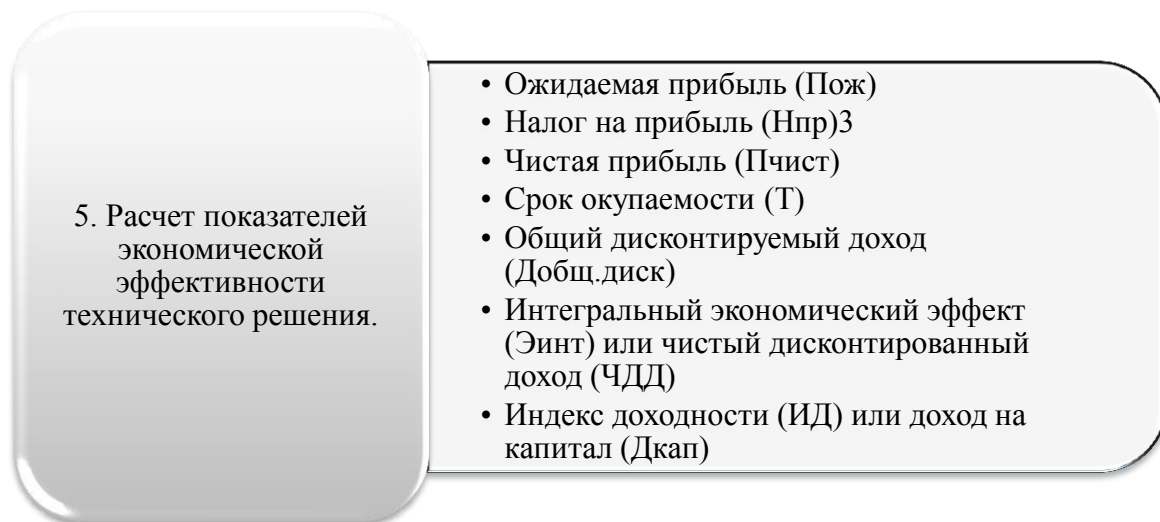 5. Расчет показателей
экономической
эффективности
технического решения.
• Ожидаемая прибыль (Пож)
• Налог на прибыль (Нпр)3
• Чистая прибыль (Пчист)
• Срок окупаемости (Т)
• Общий дисконтируемый доход
(Добщ.диск)
• Интегральный экономический эффект
(Эинт) или чистый дисконтированный
доход (ЧДД)
• Индекс доходности (ИД) или доход на
капитал (Дкап)